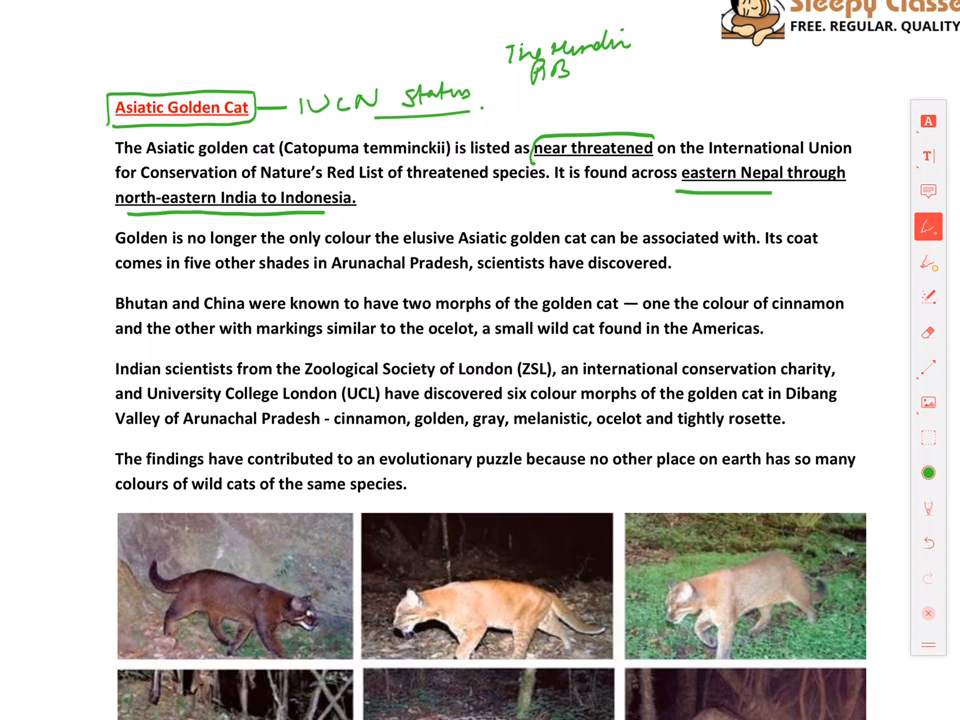 Sleepy Classe
FREE. REGULAR. QUALITY
The Hindu
PIB
Asiatic Golden Cat — IUCN Status.
The Asiatic golden cat (Catopuma temminckii) is listed as near threatened on the International Union
for Conservation of Nature’s Red List of threatened species. It is found across eastern Nepal through
north-eastern India to Indonesia.
Golden is no longer the only colour the elusive Asiatic golden cat can be associated with. Its coat
comes in five other shades in Arunachal Pradesh, scientists have discovered.
Bhutan and China were known to have two morphs of the golden cat — one the colour of cinnamon
and the other with markings similar to the ocelot, a small wild cat found in the Americas.
Indian scientists from the Zoological Society of London (ZSL), an international conservation charity,
and University College London (UCL) have discovered six colour morphs of the golden cat in Dibang
Valley of Arunachal Pradesh - cinnamon, golden, gray, melanistic, ocelot and tightly rosette.
The findings have contributed to an evolutionary puzzle because no other place on earth has so many
colours of wild cats of the same species.
A
T